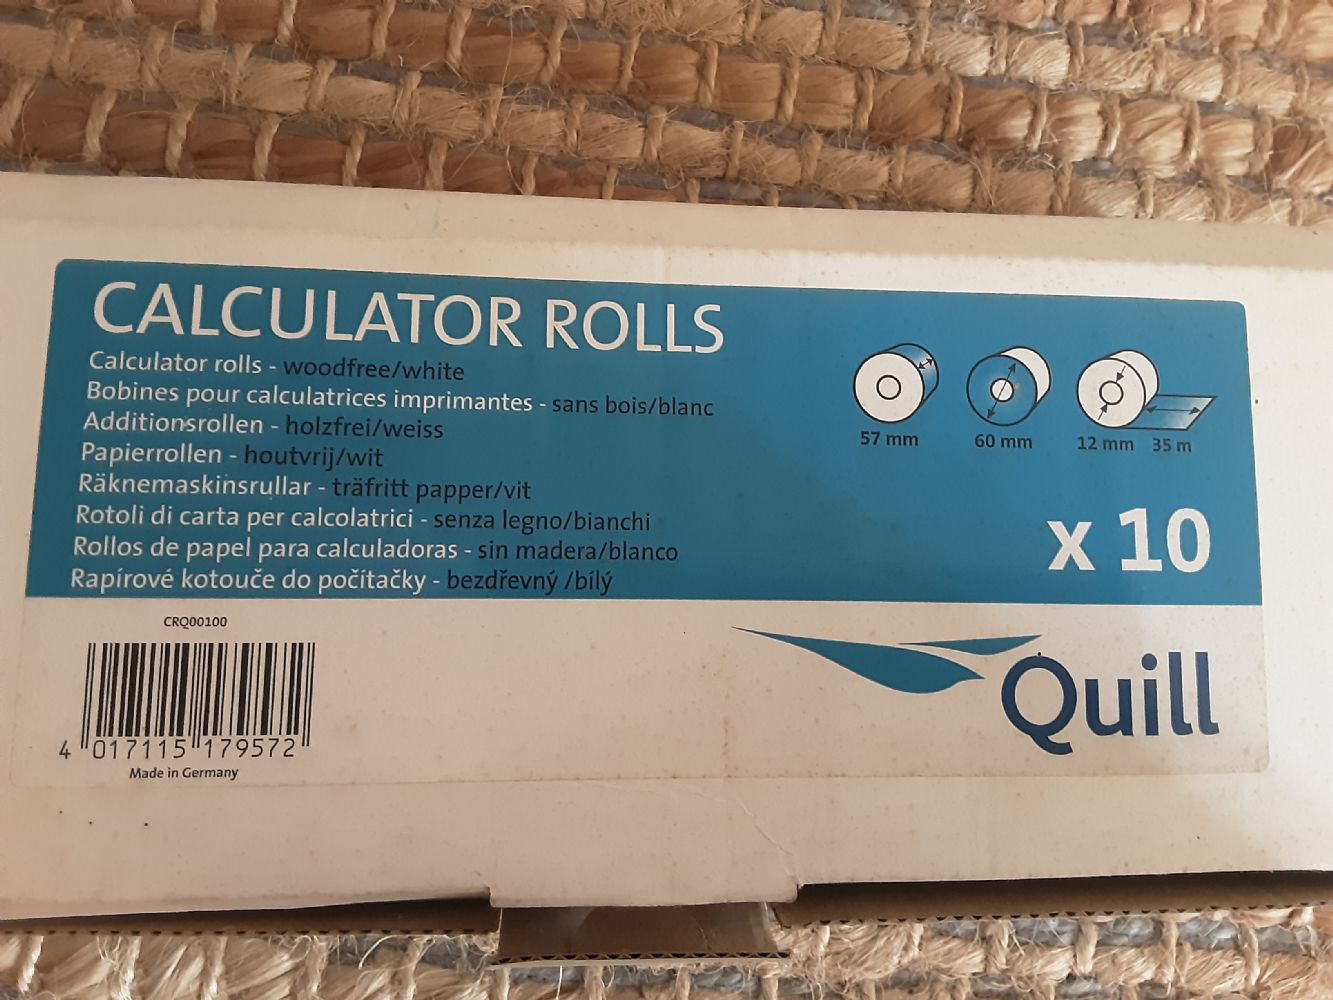 CALCULATOR ROLLS
Calculator rolls - woodfree/white
Bobines pour calculatrices imprimantes - sans bois/blanc
Additionsrollen - holzfrei/weiss
Papierrollen - houtvrij/wit
Räknemaskinsrullar - träfritt papper/vit
Rotoli di carta per calcolatrici - senza legno/bianchi
Rollos de papel para calculadoras - sin madera/blanco
Rapírové kotouče do počítačky - bezdřevný /bílý
57 mm 60 mm 12 mm 35 m
x 10
CRQ00100
4 017115 179572
Made in Germany
Quill